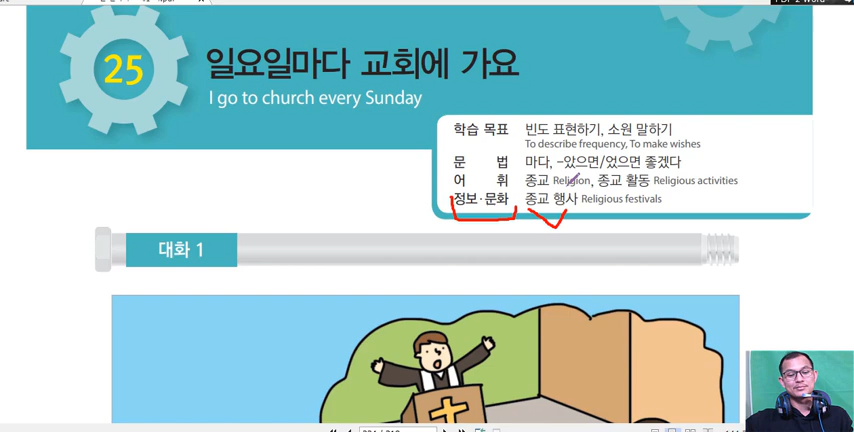 25
일요일마다 교회에 가요
I go to church every Sunday
학습 목표 빈도 표현하기, 소원 말하기
To describe frequency, To make wishes
문 법 마다, -았으면/었으면 좋겠다
어 휘 종교 Religion, 종교 활동 Religious activities
정보·문화 종교 행사 Religious festivals
대화 1